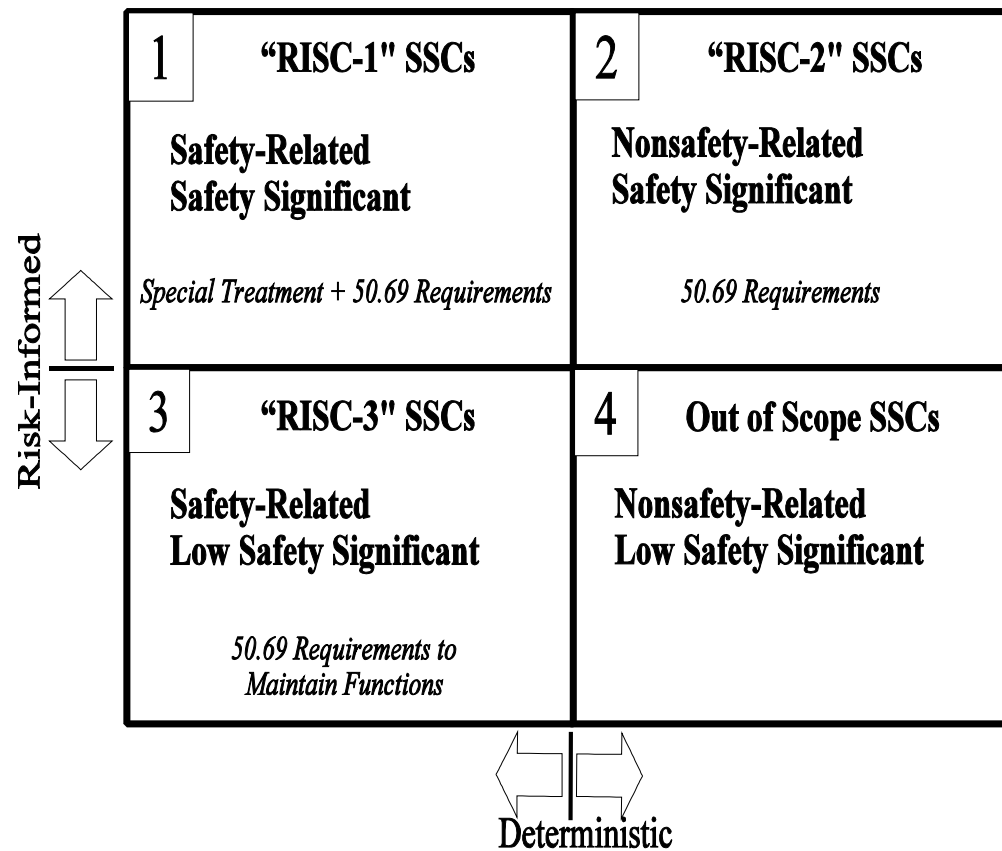 1
“RISC-1" SSCs
Safety-Related
Safety Significant
Special Treatment + 50.69 Requirements
2
“RISC-2" SSCs
Nonsafety-Related
Safety Significant
50.69 Requirements
Risk-Informed
3
“RISC-3" SSCs
Safety-Related
Low Safety Significant
50.69 Requirements to
Maintain Functions
4
Out of Scope SSCs
Nonsafety-Related
Low Safety Significant
Deterministic